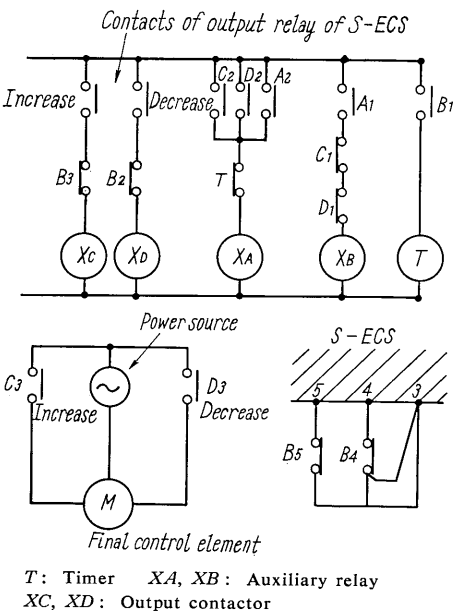 Contacts of output relay of S-ECS
C2 D2 A2
Increase Decrease A1 B1
C1
B3 B2 T
D1
XC XD XA XB T
Power source
S-ECS
C3 D3
5 4 3
Increase Decrease
B5 B4
M
Final control element
T: Timer XA, XB: Auxiliary relay
XC, XD: Output contactor